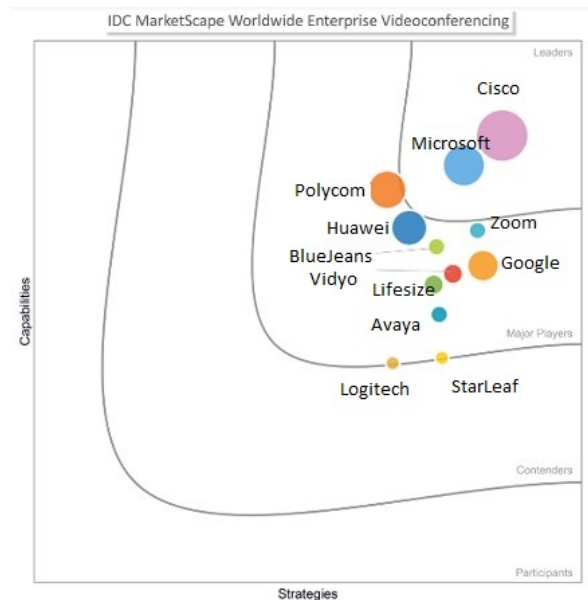 IDC MarketScape Worldwide Enterprise Videoconferencing
Leaders
Cisco
Microsoft
Polycom
Huawei
Zoom
BlueJeans
Vidyo
Google
Lifesize
Avaya
Major Players
Logitech
StarLeaf
Contenders
Participants
Capabilities
Strategies